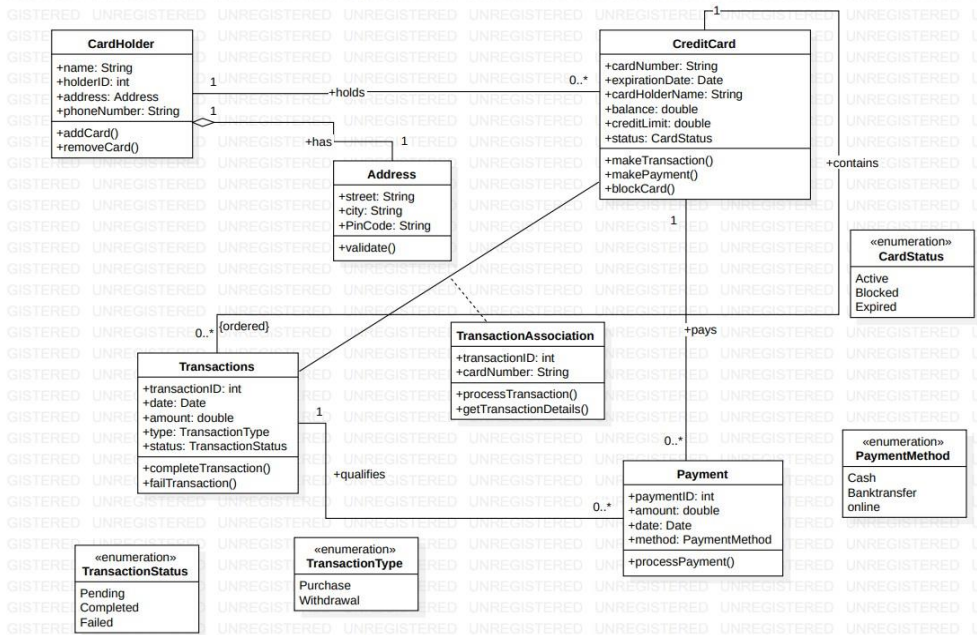 CardHolder
+name: String
+holderID: int
+address: Address
+phoneNumber: String
+addCard()
+removeCard()
1
+holds
0..*
1
+has
1
Address
+street: String
+city: String
+PinCode: String
+validate()
1
CreditCard
+cardNumber: String
+expirationDate: Date
+cardHolderName: String
+balance: double
+creditLimit: double
+status: CardStatus
+makeTransaction()
+makePayment()
+blockCard()
+contains
1
«enumeration»
CardStatus
Active
Blocked
Expired
0..*
{ordered}
+pays
TransactionAssociation
+transactionID: int
+cardNumber: String
+processTransaction()
+getTransactionDetails()
Transactions
+transactionID: int
+date: Date
+amount: double
+type: TransactionType
+status: TransactionStatus
+completeTransaction()
+failTransaction()
1
+qualifies
0..*
0..*
Payment
+paymentID: int
+amount: double
+date: Date
+method: PaymentMethod
+processPayment()
«enumeration»
PaymentMethod
Cash
Banktransfer
online
«enumeration»
TransactionStatus
Pending
Completed
Failed
«enumeration»
TransactionType
Purchase
Withdrawal
UNREGISTERED